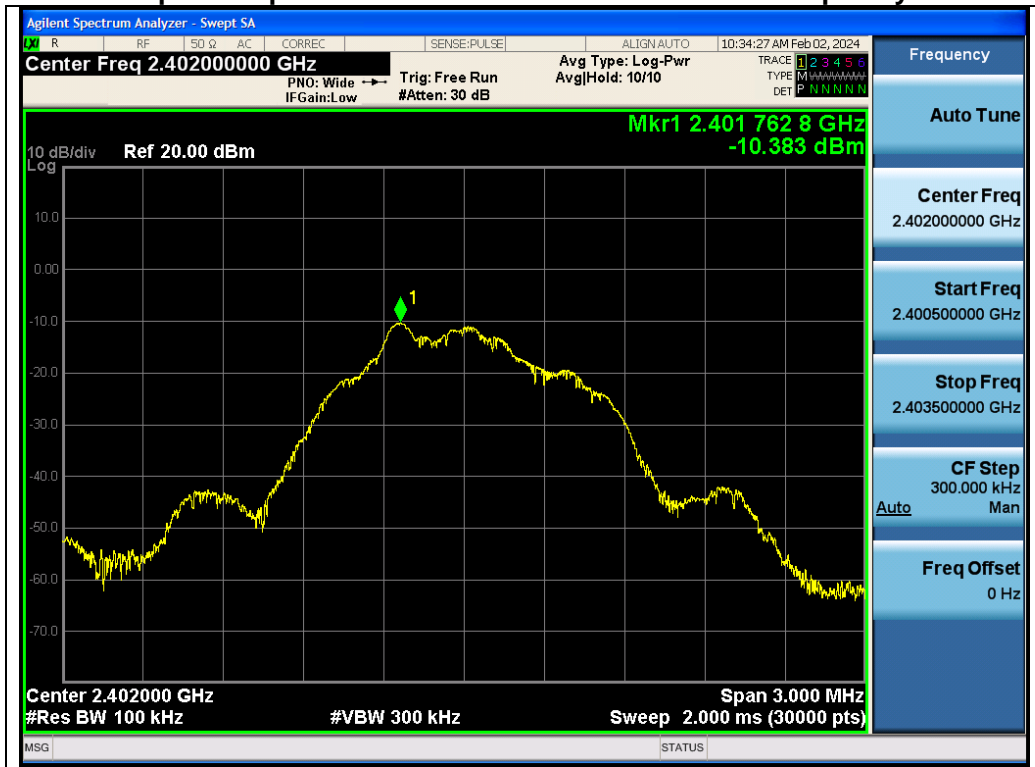 Agilent Spectrum Analyzer - Swept SA
LXI R RF 50 Ω AC CORREC SENSE:PULSE ALIGN AUTO 10:34:27 AM Feb 02, 2024
Center Freq 2.402000000 GHz
PNO: Wide
IFGain:Low
Trig: Free Run
#Atten: 30 dB
Avg Type: Log-Pwr
Avg|Hold: 10/10
TRACE 1 2 3 4 5 6
TYPE M W W W W W
DET P N N N N N
Mkr1 2.401 762 8 GHz
-10.383 dBm
10 dB/div Ref 20.00 dBm
Log
10.0
0.00
1
-10.0
-20.0
-30.0
-40.0
-50.0
-60.0
-70.0
Center 2.402000 GHz Span 3.000 MHz
#Res BW 100 kHz #VBW 300 kHz Sweep 2.000 ms (30000 pts)
MSG STATUS
Frequency
Auto Tune
Center Freq
2.402000000 GHz
Start Freq
2.400500000 GHz
Stop Freq
2.403500000 GHz
CF Step
300.000 kHz
Auto Man
Freq Offset
0 Hz